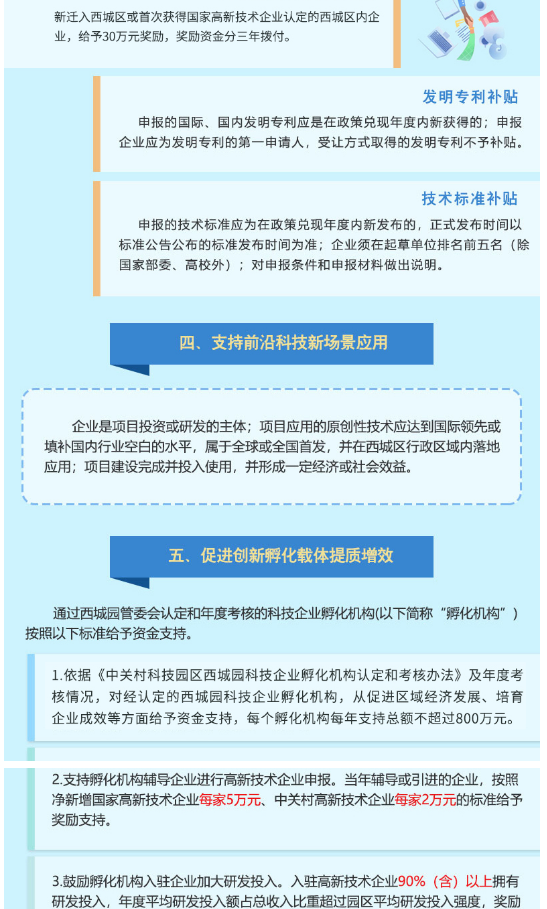 新迁入西城区或首次获得国家高新技术企业认定的西城区内企
业，给予30万元奖励，奖励资金分三年拨付。
发明专利补贴
申报的国际、国内发明专利应是在政策兑现年度内新获得的；申报
企业应为发明专利的第一申请人，受让方式取得的发明专利不予补贴。
技术标准补贴
申报的技术标准应为在政策兑现年度内新发布的，正式发布时间以
标准公告公布的标准发布时间为准；企业须在起草单位排名前五名（除
国家部委、高校外）；对申报条件和申报材料做出说明。
四、支持前沿科技新场景应用
企业是项目投资或研发的主体；项目应用的原创性技术应达到国际领先或
填补国内行业空白的水平，属于全球或全国首发，并在西城区行政区域内落地
应用；项目建设完成并投入使用，并形成一定经济或社会效益。
五、促进创新孵化载体提质增效
通过西城园管委会认定和年度考核的科技企业孵化机构(以下简称“孵化机构”)
按照以下标准给予资金支持。
1.依据《中关村科技园区西城园科技企业孵化机构认定和考核办法》及年度考
核情况，对经认定的西城园科技企业孵化机构，从促进区域经济发展、培育
企业成效等方面给予资金支持，每个孵化机构每年支持总额不超过800万元。
2.支持孵化机构辅导企业进行高新技术企业申报。当年辅导或引进的企业，按照
净新增国家高新技术企业每家5万元、中关村高新技术企业每家2万元的标准给予
奖励支持。
3.鼓励孵化机构入驻企业加大研发投入。入驻高新技术企业90%（含）以上拥有
研发投入，年度平均研发投入额占总收入比重超过园区平均研发投入强度，奖励